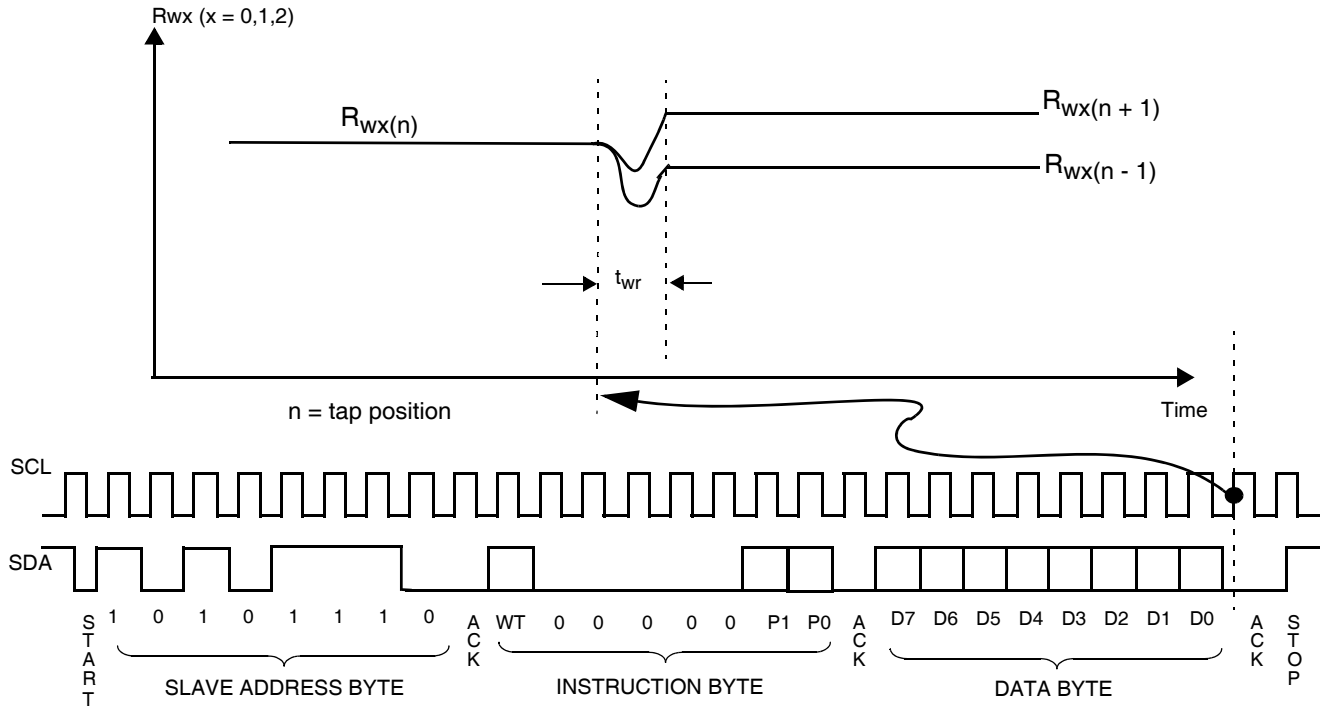 Rwx (x = 0,1,2)
Rwx(n)
Rwx(n + 1)
Rwx(n - 1)
twr
n = tap position
Time
SCL
SDA
START 1 0 1 0 1 1 1 0 ACK WT 0 0 0 0 0 P1 P0 ACK D7 D6 D5 D4 D3 D2 D1 D0 ACK STOP
SLAVE ADDRESS BYTE INSTRUCTION BYTE DATA BYTE